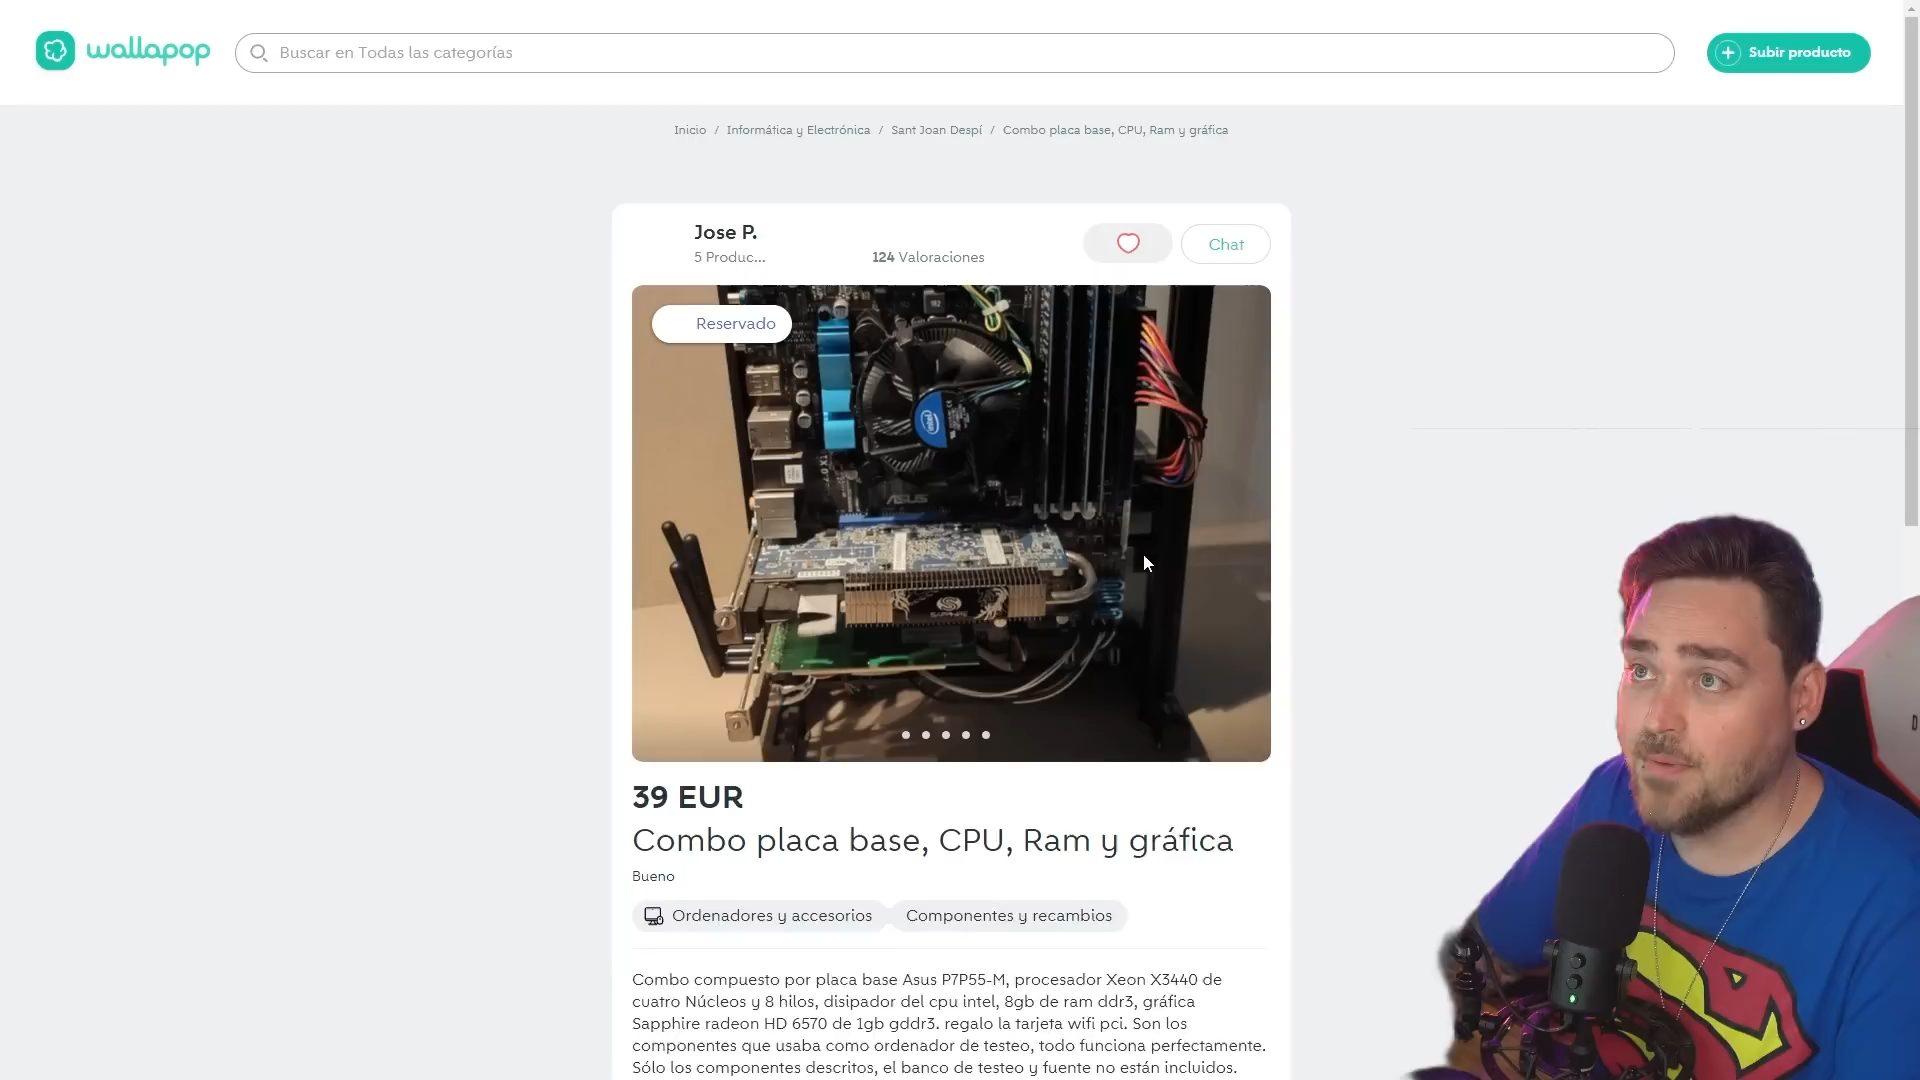 wallapop
Buscar en Todas las categorías
Subir producto
Inicio / Informática y Electrónica / Sant Joan Despí / Combo placa base, CPU, Ram y gráfica
Jose P.
5 Produc...
124 Valoraciones
Chat
Reservado
intel
ASUS
SAPPHIRE
39 EUR
Combo placa base, CPU, Ram y gráfica
Bueno
Ordenadores y accesorios
Componentes y recambios
Combo compuesto por placa base Asus P7P55-M, procesador Xeon X3440 de
cuatro Núcleos y 8 hilos, disipador del cpu intel, 8gb de ram ddr3, gráfica
Sapphire radeon HD 6570 de 1gb gddr3. regalo la tarjeta wifi pci. Son los
componentes que usaba como ordenador de testeo, todo funciona perfectamente.
Sólo los componentes descritos, el banco de testeo y fuente no están incluidos.